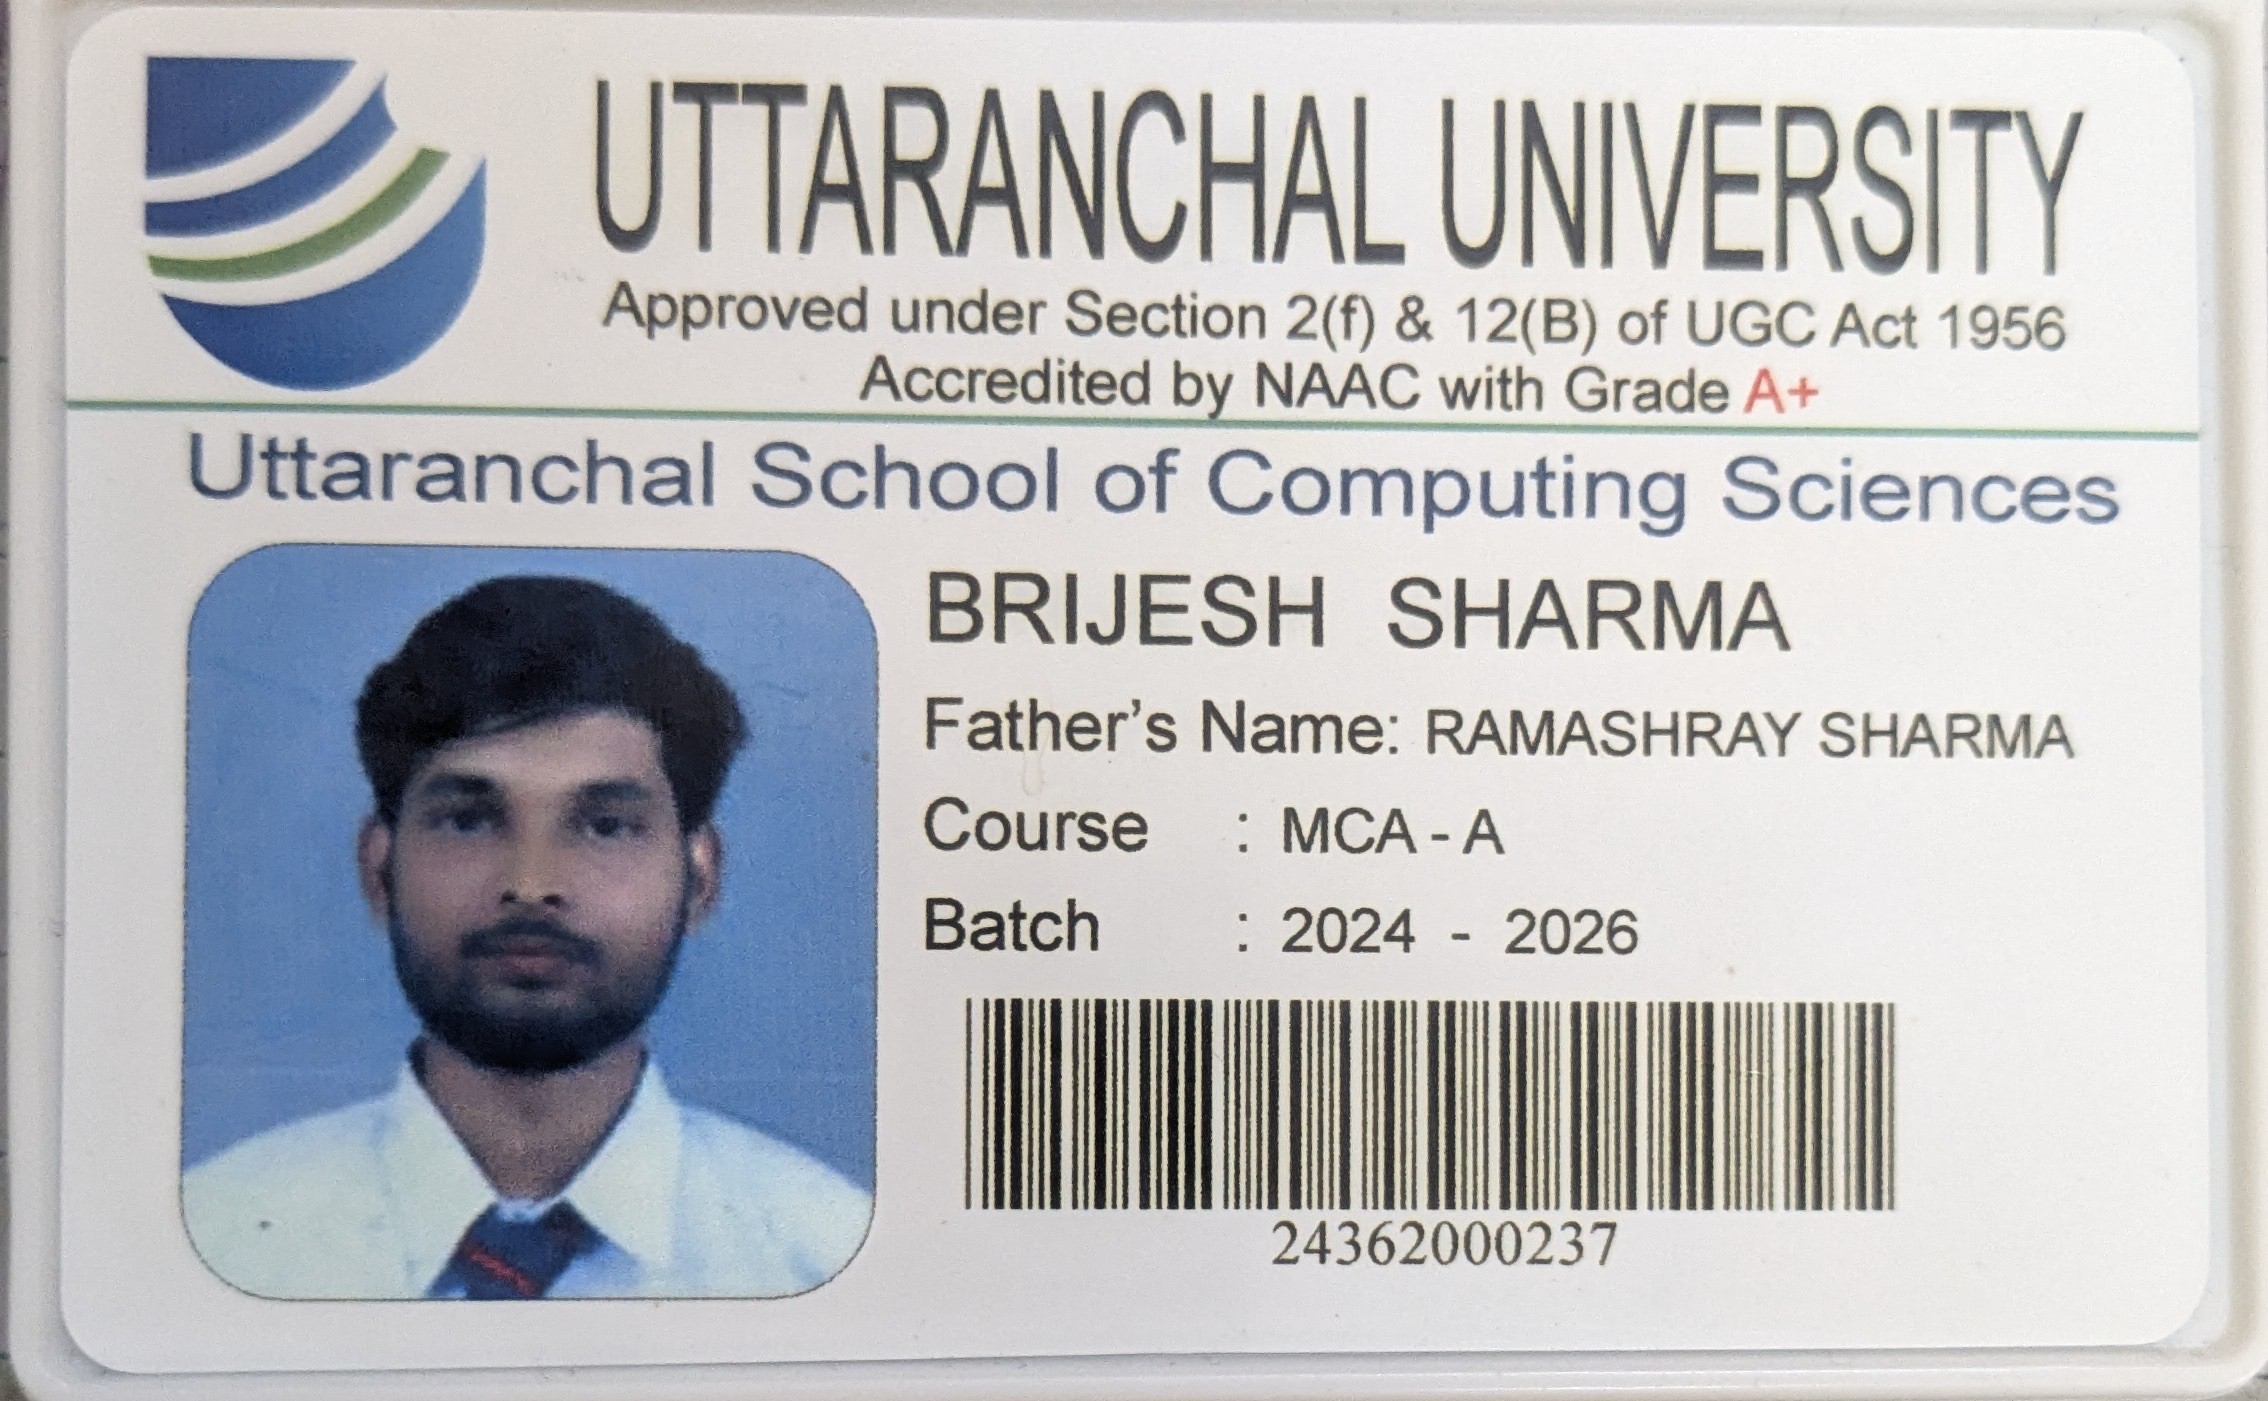 UTTARANCHAL UNIVERSITY
Approved under Section 2(f) & 12(B) of UGC Act 1956
Accredited by NAAC with Grade A+
Uttaranchal School of Computing Sciences
BRIJESH SHARMA
Father's Name: RAMASHRAY SHARMA
Course : MCA - A
Batch : 2024 - 2026
24362000237